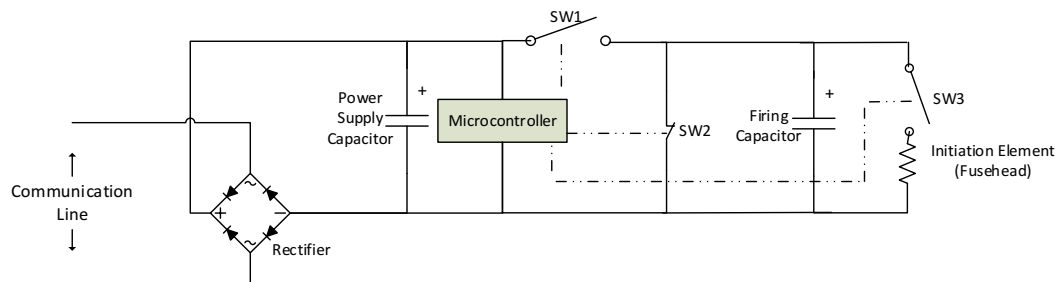 SW1
+
Power
Supply
Capacitor
Microcontroller
SW2
+
Firing
Capacitor
SW3
Initiation Element
(Fusehead)
Communication
Line
~
+
−
~
Rectifier